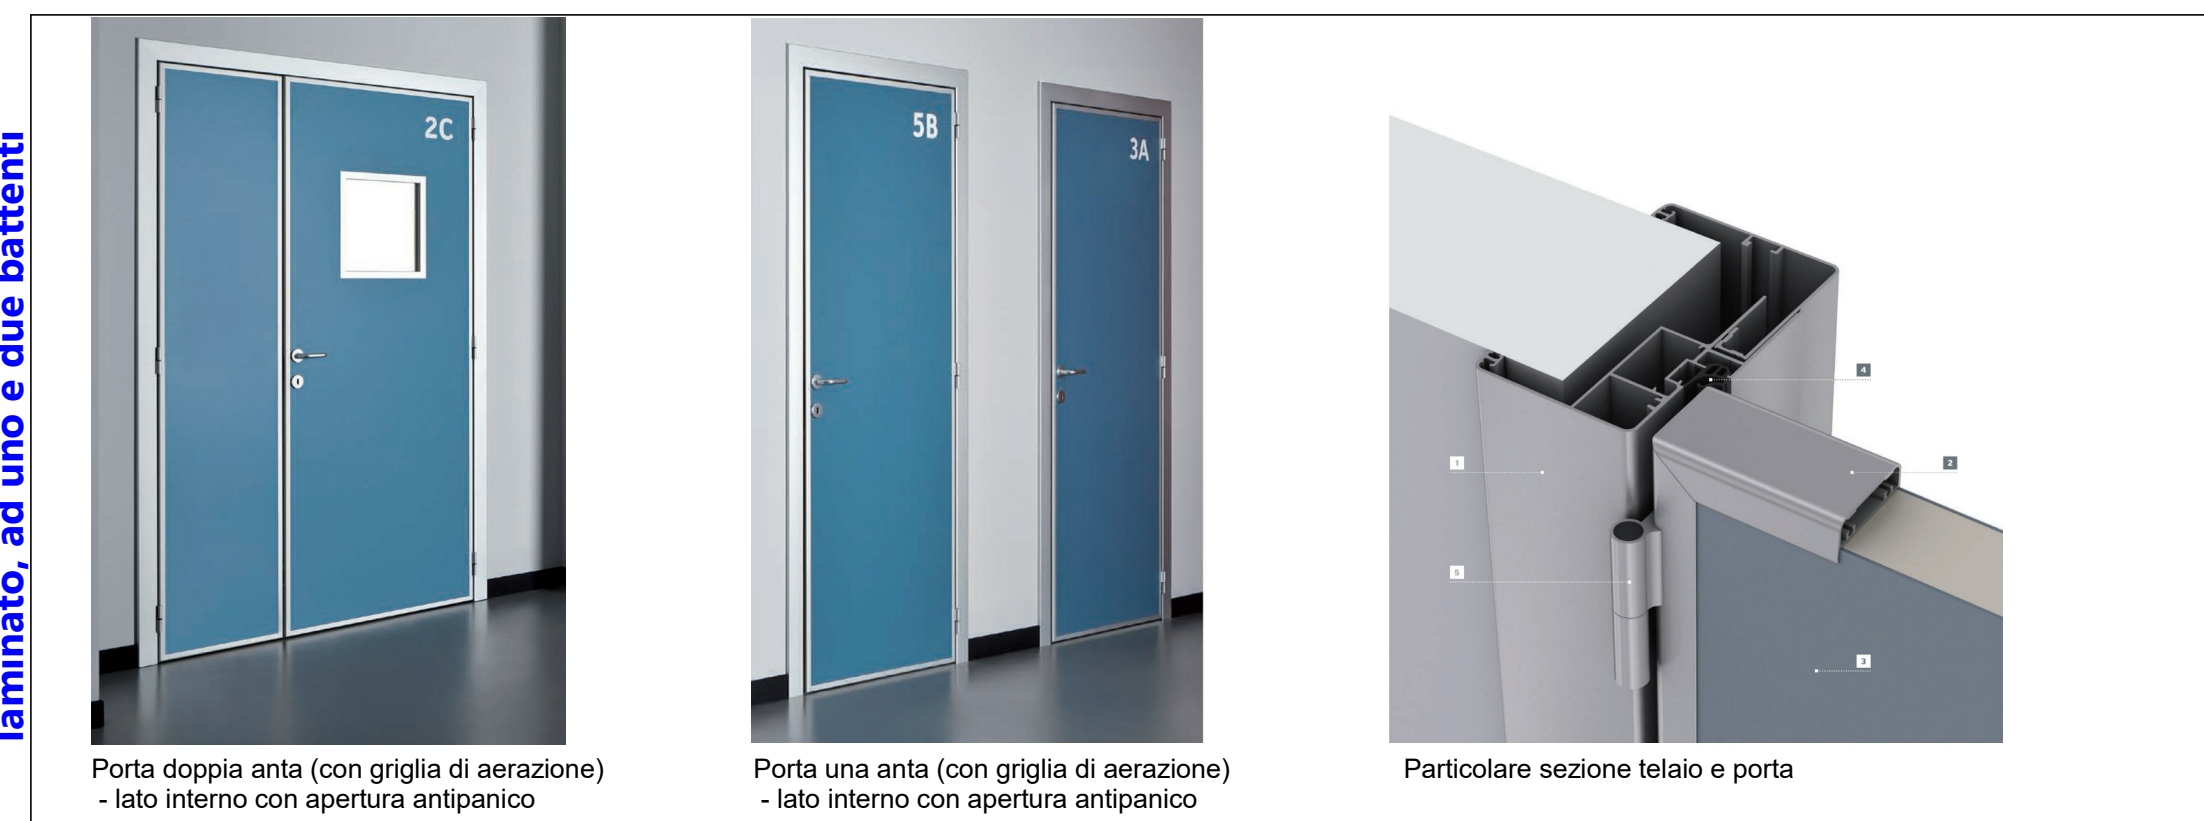 laminato, ad uno e due battenti
2C
5B
3A
1
2
3
4
5
Porta doppia anta (con griglia di aerazione)
- lato interno con apertura antipanico
Porta una anta (con griglia di aerazione)
- lato interno con apertura antipanico
Particolare sezione telaio e porta